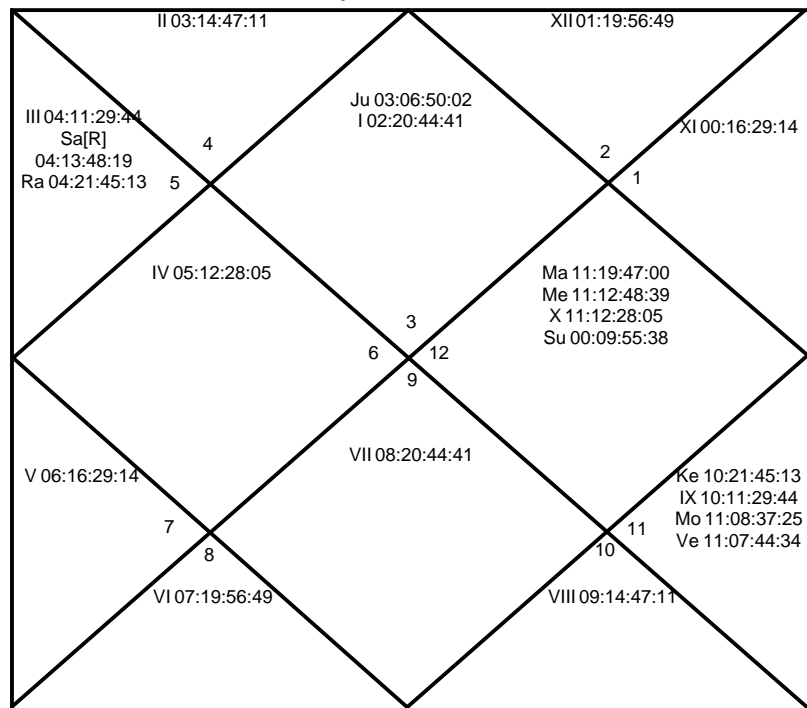 II 03:14:47:11
XII 01:19:56:49
Ju 03:06:50:02
I 02:20:44:41
III 04:11:29:44
Sa[R]
04:13:48:19
Ra 04:21:45:13
XI 00:16:29:14
4
5
2
1
IV 05:12:28:05
Ma 11:19:47:00
Me 11:12:48:39
X 11:12:28:05
Su 00:09:55:38
3
6
12
9
VII 08:20:44:41
V 06:16:29:14
Ke 10:21:45:13
IX 10:11:29:44
Mo 11:08:37:25
Ve 11:07:44:34
7
8
11
10
VI 07:19:56:49
VIII 09:14:47:11